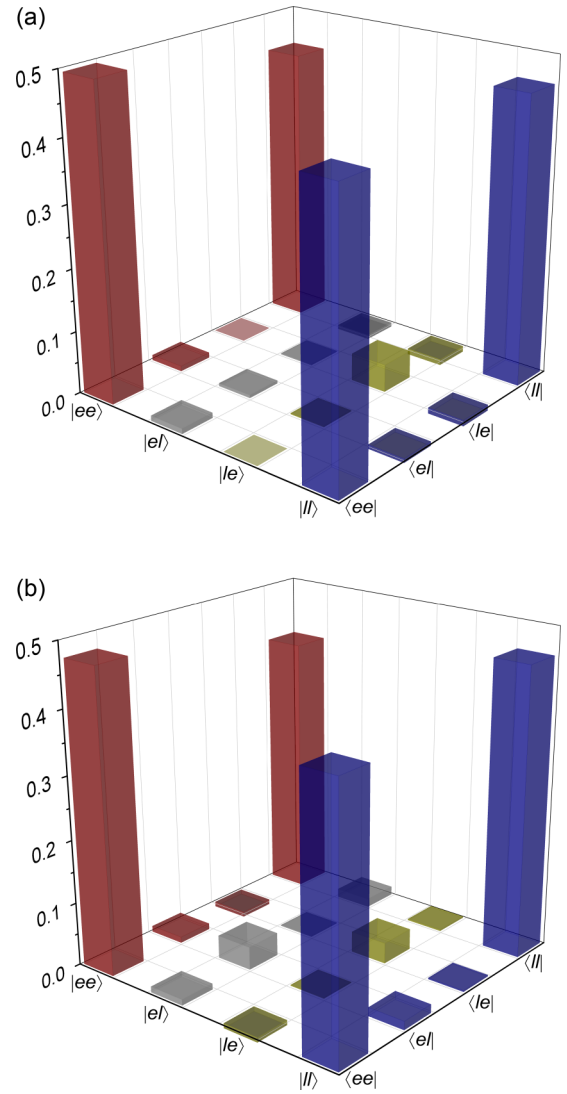 (a)
0.5
0.4
0.3
0.2
0.1
0.0
|ee⟩
|el⟩
|le⟩
|ll⟩
⟨ee|
⟨el|
⟨le|
⟨ll|
(b)
0.5
0.4
0.3
0.2
0.1
0.0
|ee⟩
|el⟩
|le⟩
|ll⟩
⟨ee|
⟨el|
⟨le|
⟨ll|